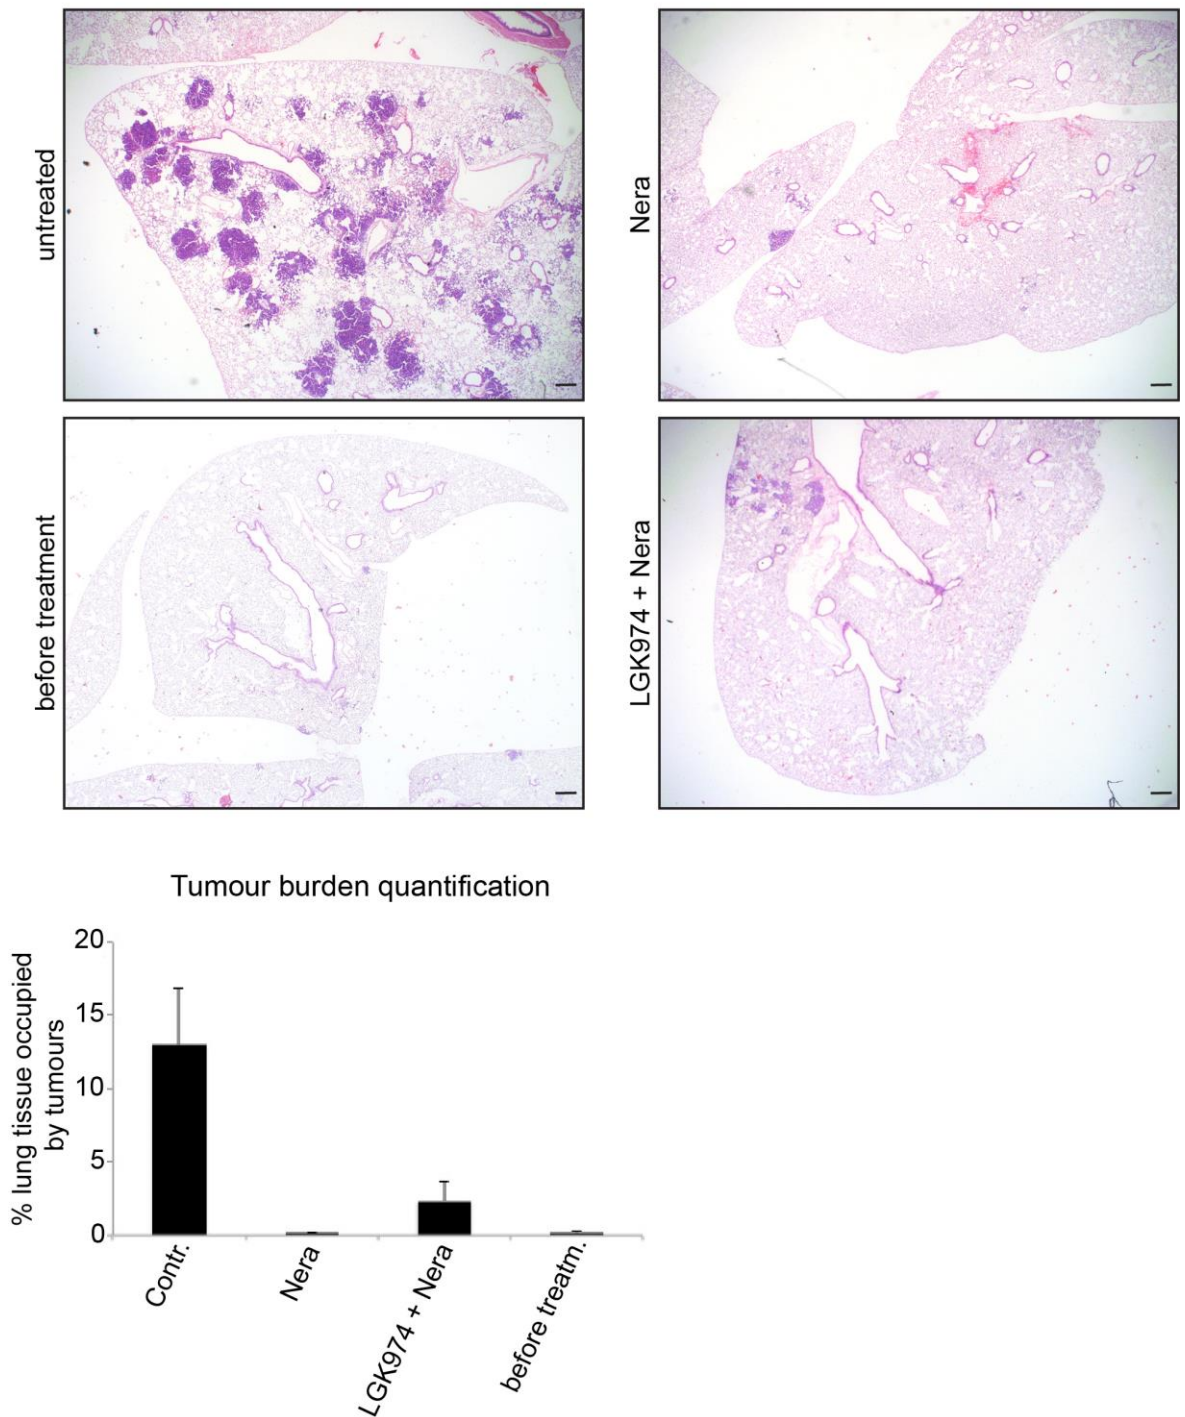 untreated
Nera
before treatment
LGK974 + Nera
Tumour burden quantification
% lung tissue occupied
by tumours
20
15
10
5
0
Contr.
Nera
LGK974 + Nera
before treatm.